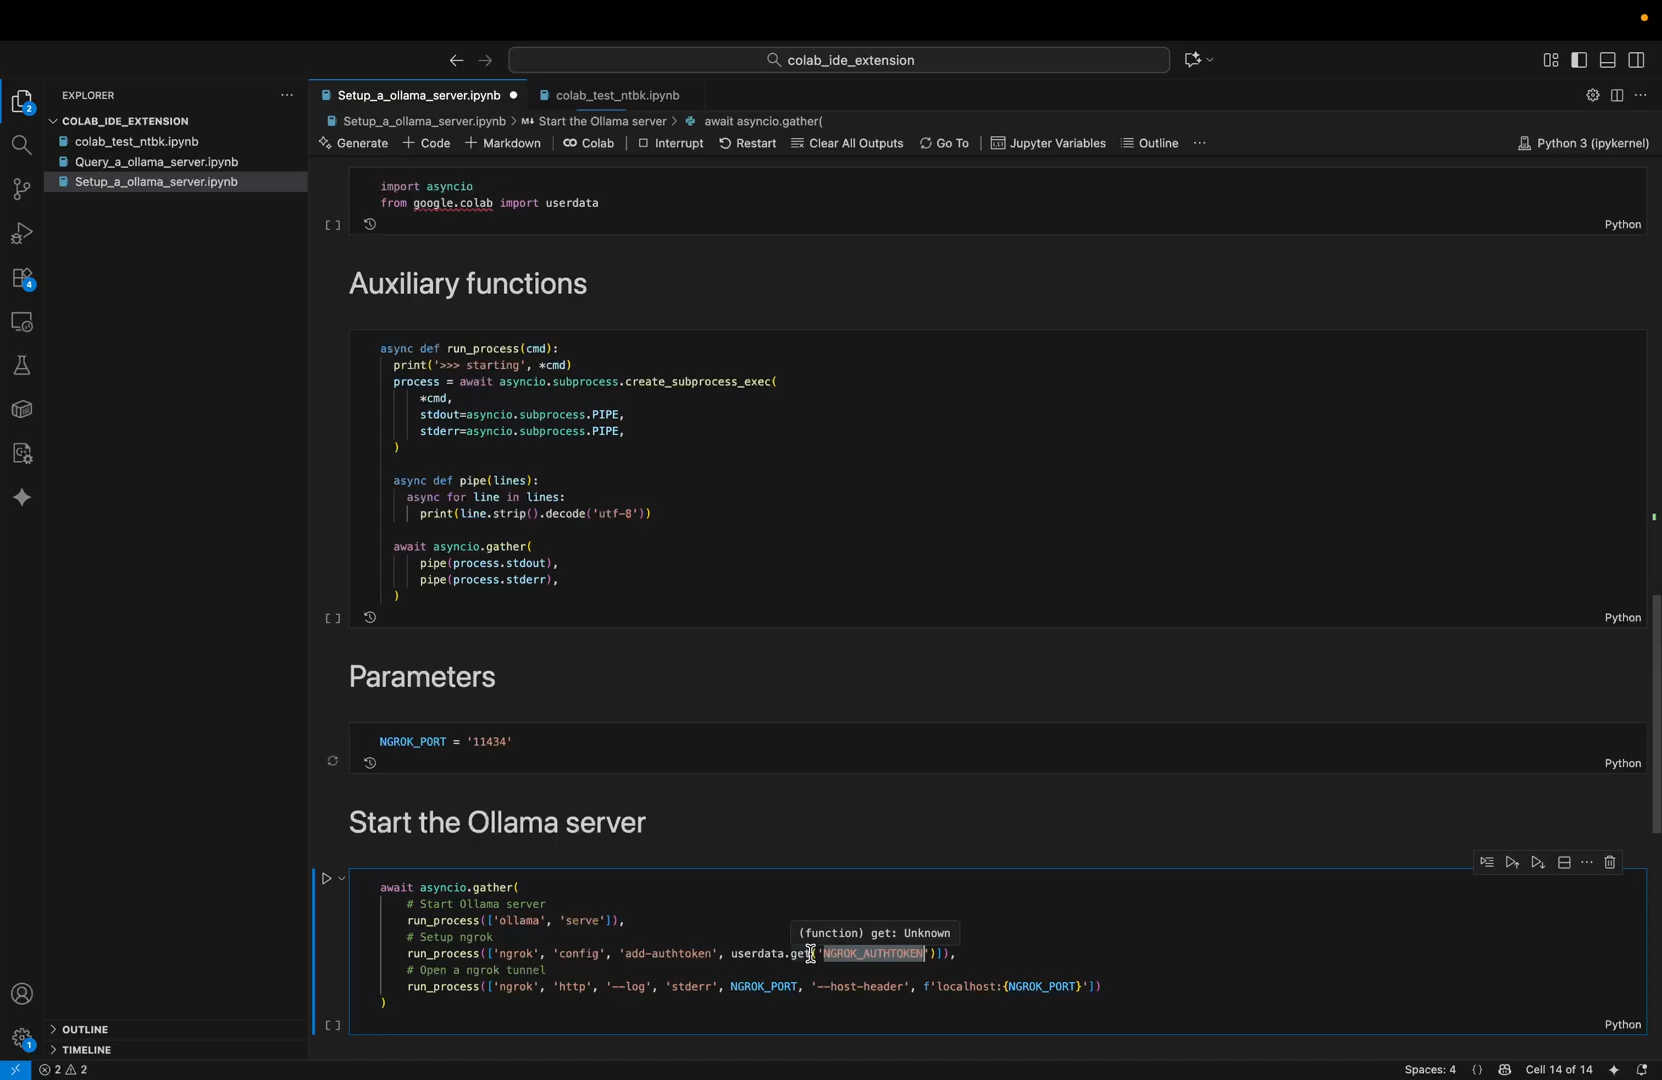 colab_ide_extension
EXPLORER
Setup_a_ollama_server.ipynb
colab_test_ntbk.ipynb
COLAB_IDE_EXTENSION
colab_test_ntbk.ipynb
Query_a_ollama_server.ipynb
Setup_a_ollama_server.ipynb
Setup_a_ollama_server.ipynb > M↓ Start the Ollama server > await asyncio.gather(
Generate + Code + Markdown Colab Interrupt Restart Clear All Outputs Go To Jupyter Variables Outline ... Python 3 (ipykernel)
import asyncio
from google.colab import userdata
[ ] Python
Auxiliary functions
async def run_process(cmd):
print('>>> starting', *cmd)
process = await asyncio.subprocess.create_subprocess_exec(
*cmd,
stdout=asyncio.subprocess.PIPE,
stderr=asyncio.subprocess.PIPE,
)
async def pipe(lines):
async for line in lines:
print(line.strip().decode('utf-8'))
await asyncio.gather(
pipe(process.stdout),
pipe(process.stderr),
)
[ ] Python
Parameters
NGROK_PORT = '11434'
Python
Start the Ollama server
await asyncio.gather(
# Start Ollama server
run_process(['ollama', 'serve']),
(function) get: Unknown
# Setup ngrok
run_process(['ngrok', 'config', 'add-authtoken', userdata.get('NGROK_AUTHTOKEN')]),
# Open a ngrok tunnel
run_process(['ngrok', 'http', '--log', 'stderr', NGROK_PORT, '--host-header', f'localhost:{NGROK_PORT}'])
)
[ ] Python
OUTLINE
TIMELINE
2
4
1
2 2
Spaces: 4 {} Cell 14 of 14